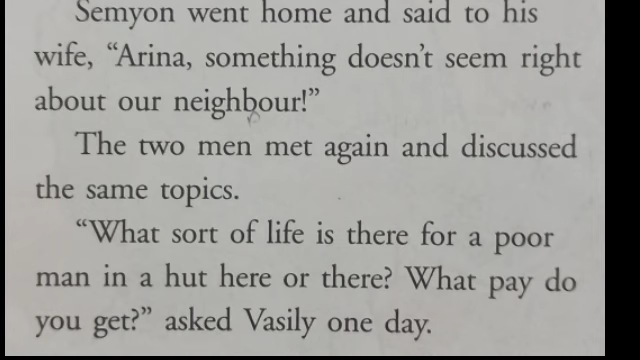 Semyon went home and said to his
wife, “Arina, something doesn’t seem right
about our neighbour!”
The two men met again and discussed
the same topics.
“What sort of life is there for a poor
man in a hut here or there? What pay do
you get?” asked Vasily one day.